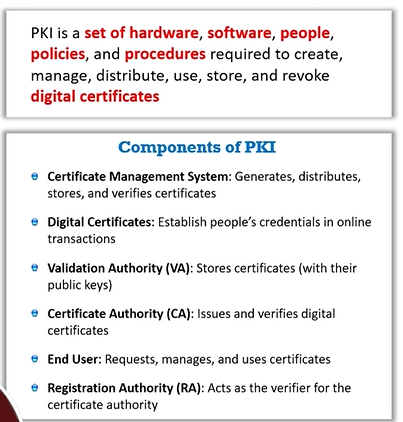 PKI is a set of hardware, software, people,
policies, and procedures required to create,
manage, distribute, use, store, and revoke
digital certificates
Components of PKI
Certificate Management System: Generates, distributes,
stores, and verifies certificates
Digital Certificates: Establish people's credentials in online
transactions
Validation Authority (VA): Stores certificates (with their
public keys)
Certificate Authority (CA): Issues and verifies digital
certificates
End User: Requests, manages, and uses certificates
Registration Authority (RA): Acts as the verifier for the
certificate authority